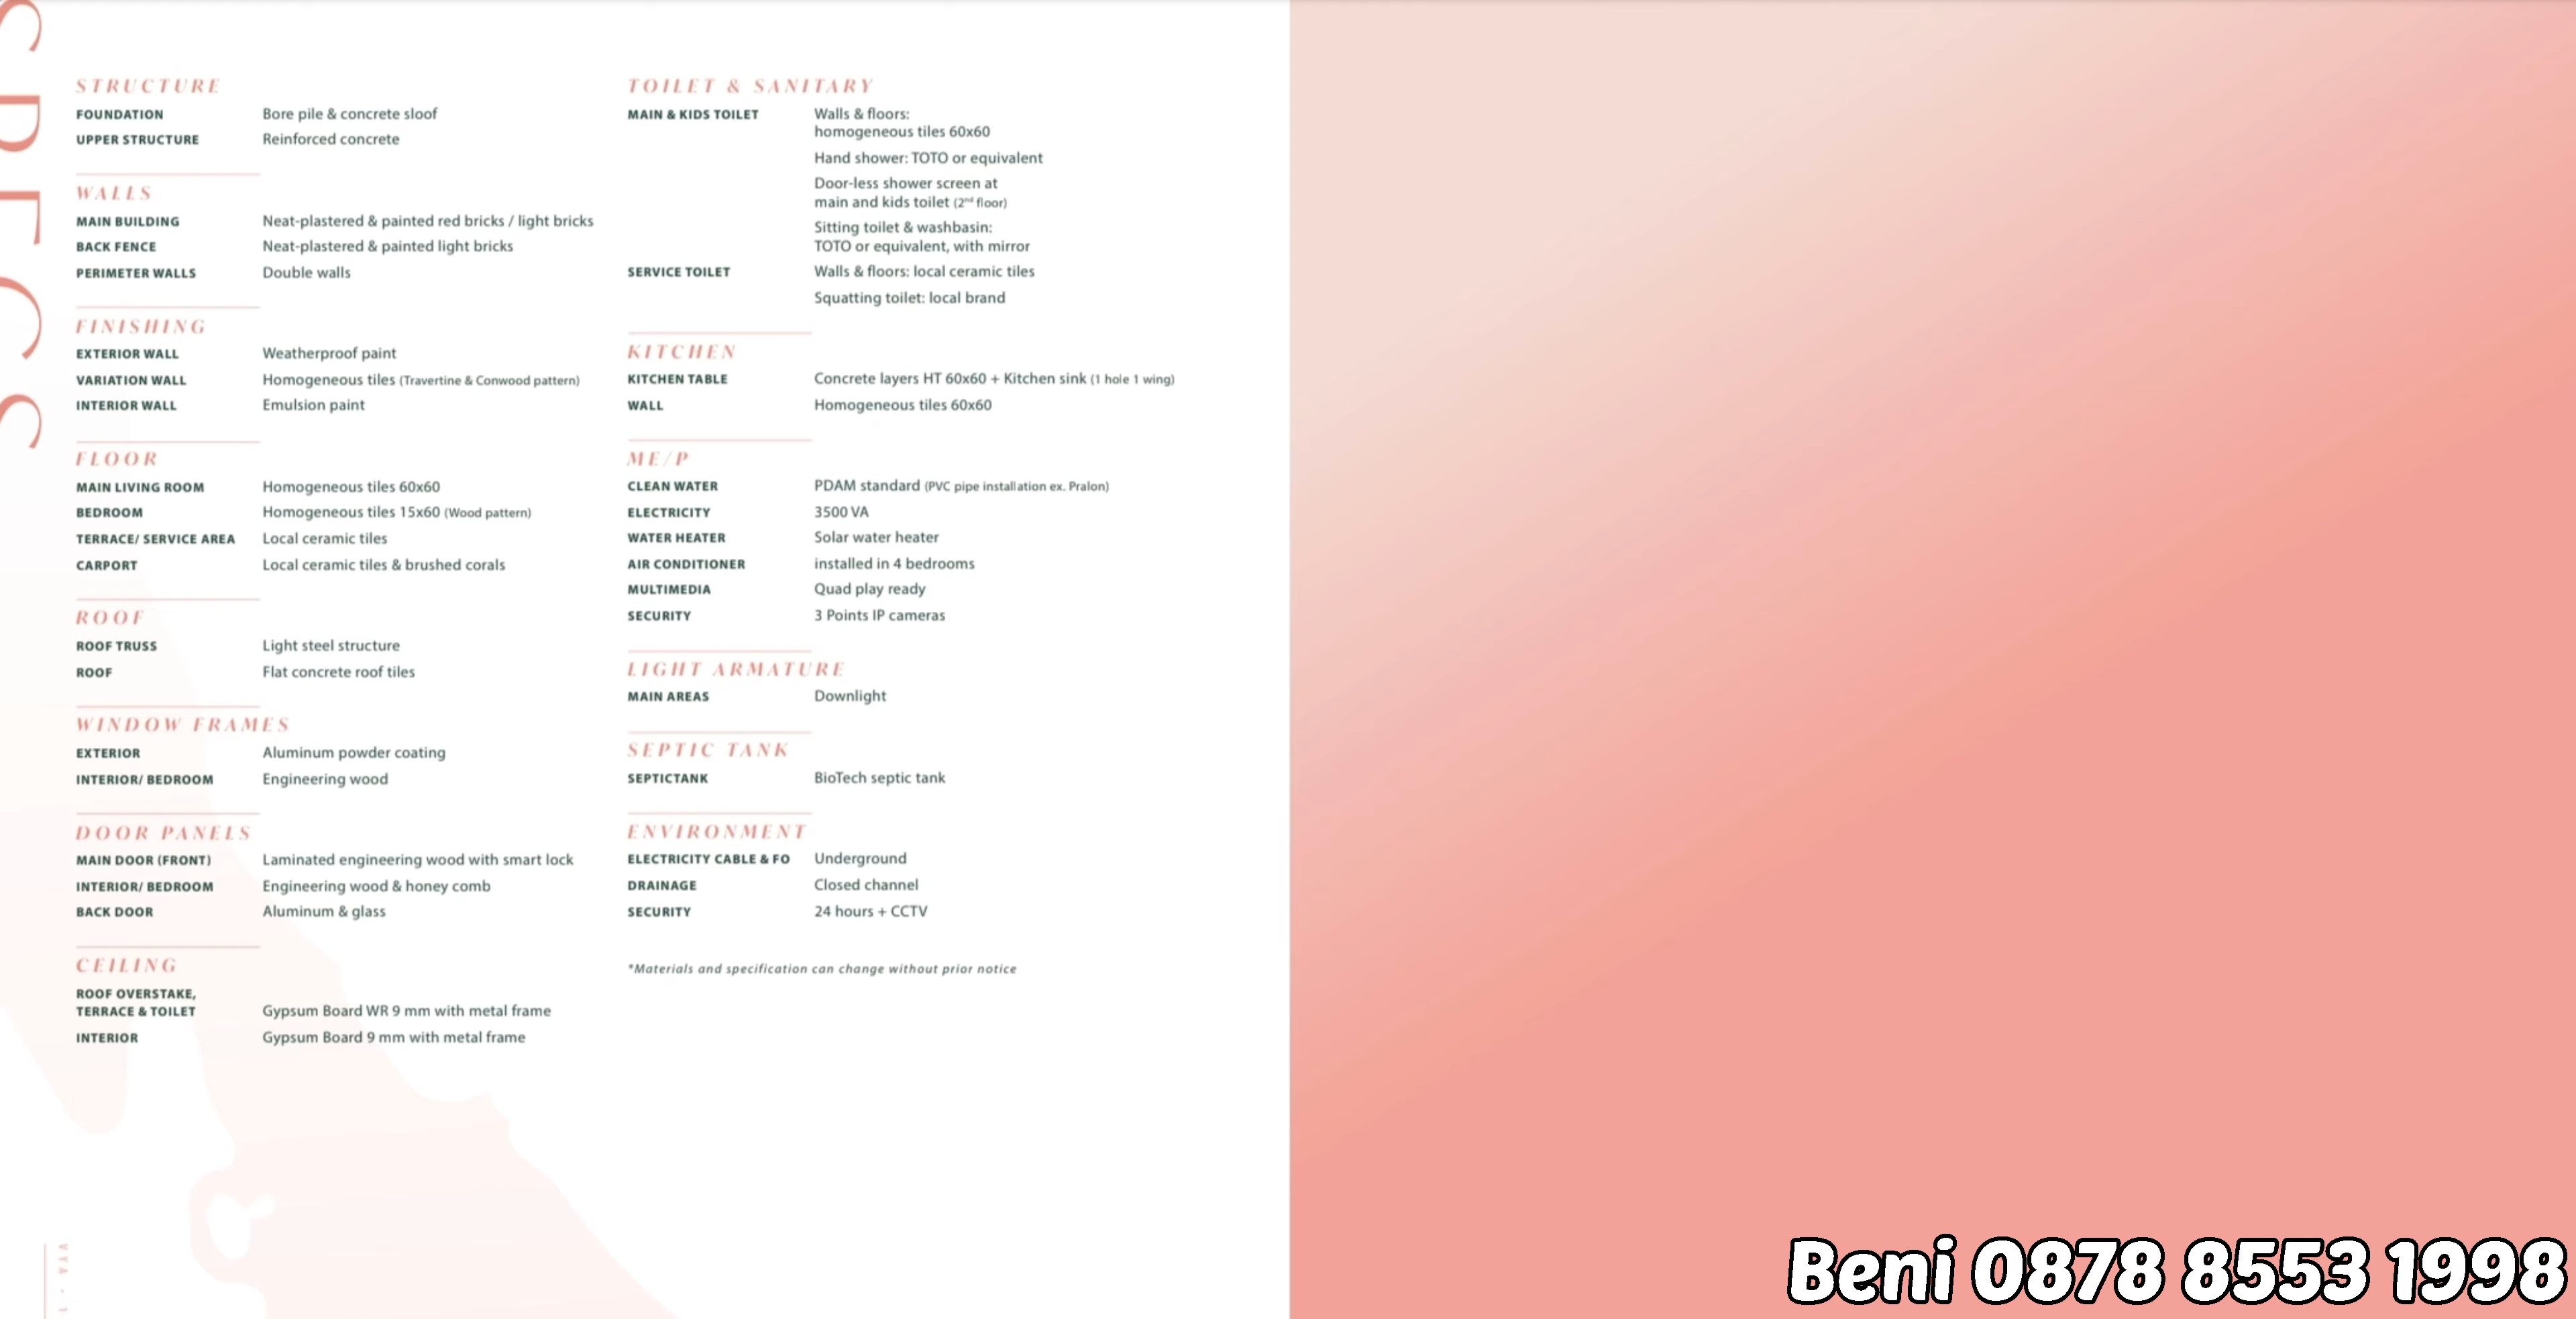 SPECS
STRUCTURE
FOUNDATION Bore pile & concrete sloof
UPPER STRUCTURE Reinforced concrete
WALLS
MAIN BUILDING Neat-plastered & painted red bricks / light bricks
BACK FENCE Neat-plastered & painted light bricks
PERIMETER WALLS Double walls
FINISHING
EXTERIOR WALL Weatherproof paint
VARIATION WALL Homogeneous tiles (Travertine & Conwood pattern)
INTERIOR WALL Emulsion paint
FLOOR
MAIN LIVING ROOM Homogeneous tiles 60x60
BEDROOM Homogeneous tiles 15x60 (Wood pattern)
TERRACE/ SERVICE AREA Local ceramic tiles
CARPORT Local ceramic tiles & brushed corals
ROOF
ROOF TRUSS Light steel structure
ROOF Flat concrete roof tiles
WINDOW FRAMES
EXTERIOR Aluminum powder coating
INTERIOR/ BEDROOM Engineering wood
DOOR PANELS
MAIN DOOR (FRONT) Laminated engineering wood with smart lock
INTERIOR/ BEDROOM Engineering wood & honey comb
BACK DOOR Aluminum & glass
CEILING
ROOF OVERSTAKE,
TERRACE & TOILET Gypsum Board WR 9 mm with metal frame
INTERIOR Gypsum Board 9 mm with metal frame
TOILET & SANITARY
MAIN & KIDS TOILET Walls & floors:
homogeneous tiles 60x60
Hand shower: TOTO or equivalent
Door-less shower screen at
main and kids toilet (2nd floor)
Sitting toilet & washbasin:
TOTO or equivalent, with mirror
SERVICE TOILET Walls & floors: local ceramic tiles
Squatting toilet: local brand
KITCHEN
KITCHEN TABLE Concrete layers HT 60x60 + Kitchen sink (1 hole 1 wing)
WALL Homogeneous tiles 60x60
ME/P
CLEAN WATER PDAM standard (PVC pipe installation ex. Pralon)
ELECTRICITY 3500 VA
WATER HEATER Solar water heater
AIR CONDITIONER installed in 4 bedrooms
MULTIMEDIA Quad play ready
SECURITY 3 Points IP cameras
LIGHT ARMATURE
MAIN AREAS Downlight
SEPTIC TANK
SEPTICTANK BioTech septic tank
ENVIRONMENT
ELECTRICITY CABLE & FO Underground
DRAINAGE Closed channel
SECURITY 24 hours + CCTV
*Materials and specification can change without prior notice
Beni 0878 8553 1998